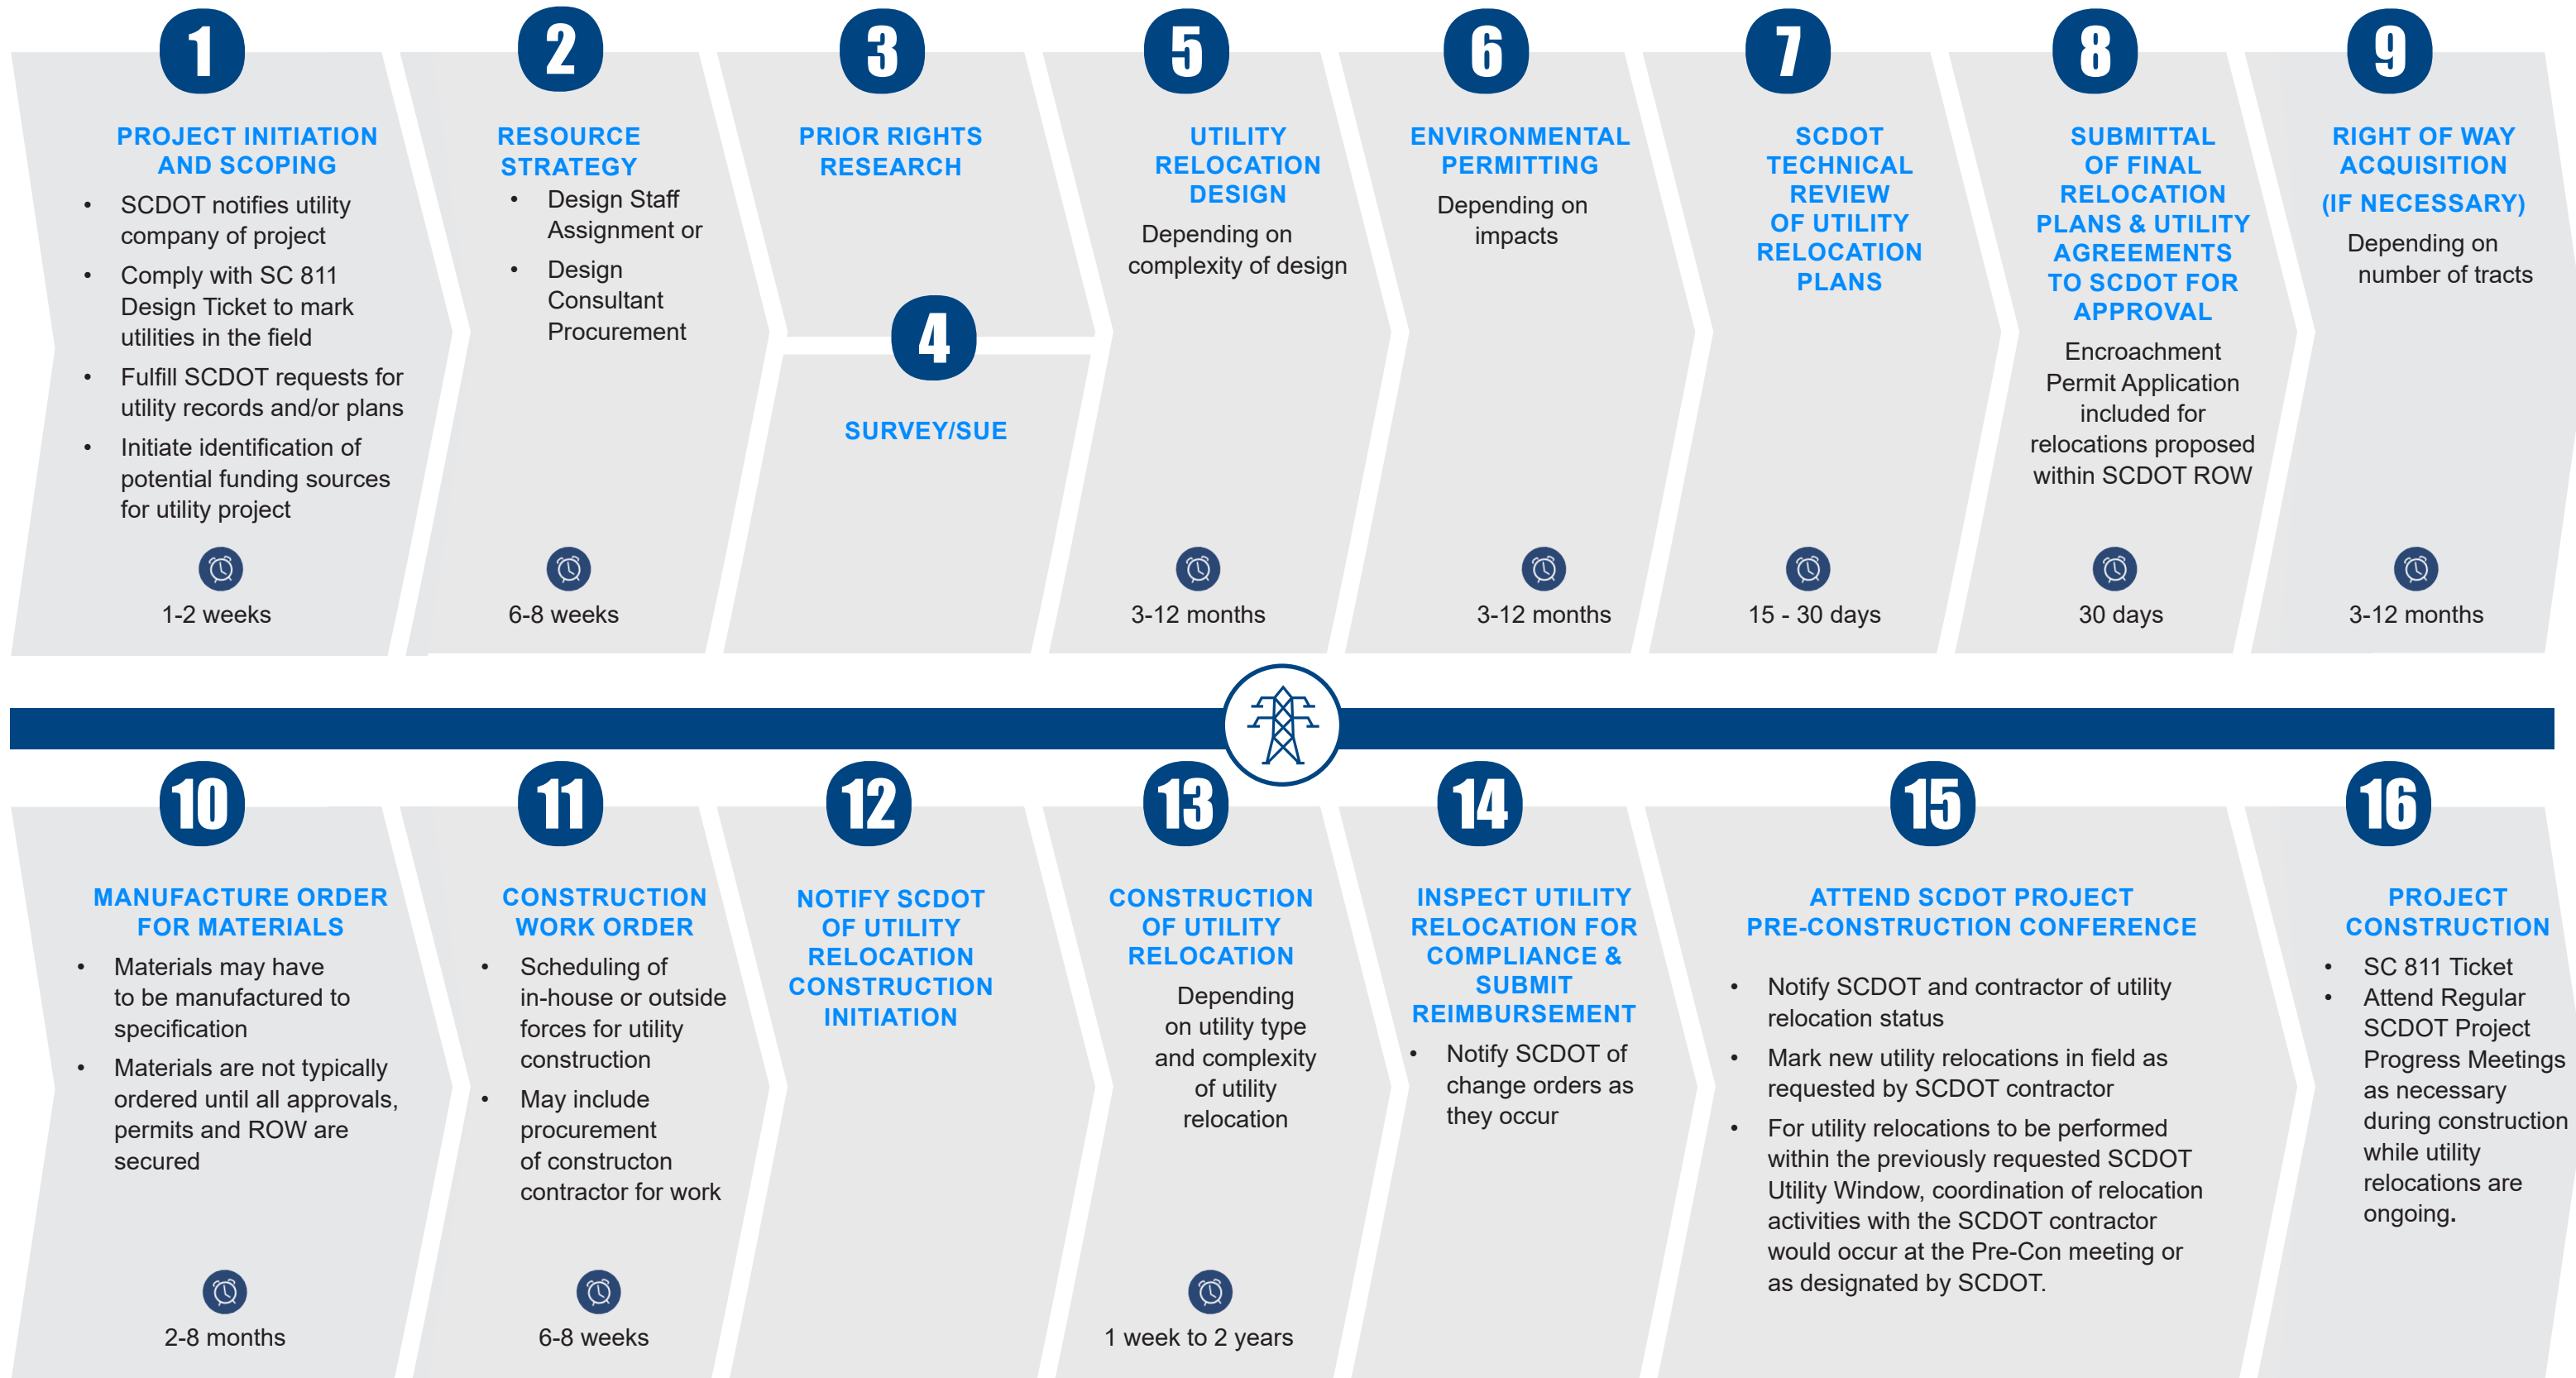 1
PROJECT INITIATION
AND SCOPING
• SCDOT notifies utility
company of project
• Comply with SC 811
Design Ticket to mark
utilities in the field
• Fulfill SCDOT requests for
utility records and/or plans
• Initiate identification of
potential funding sources
for utility project
1-2 weeks
2
RESOURCE
STRATEGY
• Design Staff
Assignment or
• Design
Consultant
Procurement
6-8 weeks
3
PRIOR RIGHTS
RESEARCH
4
SURVEY/SUE
5
UTILITY
RELOCATION
DESIGN
Depending on
complexity of design
3-12 months
6
ENVIRONMENTAL
PERMITTING
Depending on
impacts
3-12 months
7
SCDOT
TECHNICAL
REVIEW
OF UTILITY
RELOCATION
PLANS
15 - 30 days
8
SUBMITTAL
OF FINAL
RELOCATION
PLANS & UTILITY
AGREEMENTS
TO SCDOT FOR
APPROVAL
Encroachment
Permit Application
included for
relocations proposed
within SCDOT ROW
30 days
9
RIGHT OF WAY
ACQUISITION
(IF NECESSARY)
Depending on
number of tracts
3-12 months
10
MANUFACTURE ORDER
FOR MATERIALS
• Materials may have
to be manufactured to
specification
• Materials are not typically
ordered until all approvals,
permits and ROW are
secured
2-8 months
11
CONSTRUCTION
WORK ORDER
• Scheduling of
in-house or outside
forces for utility
construction
• May include
procurement
of constructon
contractor for work
6-8 weeks
12
NOTIFY SCDOT
OF UTILITY
RELOCATION
CONSTRUCTION
INITIATION
13
CONSTRUCTION
OF UTILITY
RELOCATION
Depending
on utility type
and complexity
of utility
relocation
1 week to 2 years
14
INSPECT UTILITY
RELOCATION FOR
COMPLIANCE &
SUBMIT
REIMBURSEMENT
• Notify SCDOT of
change orders as
they occur
15
ATTEND SCDOT PROJECT
PRE-CONSTRUCTION CONFERENCE
• Notify SCDOT and contractor of utility
relocation status
• Mark new utility relocations in field as
requested by SCDOT contractor
• For utility relocations to be performed
within the previously requested SCDOT
Utility Window, coordination of relocation
activities with the SCDOT contractor
would occur at the Pre-Con meeting or
as designated by SCDOT.
16
PROJECT
CONSTRUCTION
• SC 811 Ticket
• Attend Regular
SCDOT Project
Progress Meetings
as necessary
during construction
while utility
relocations are
ongoing.